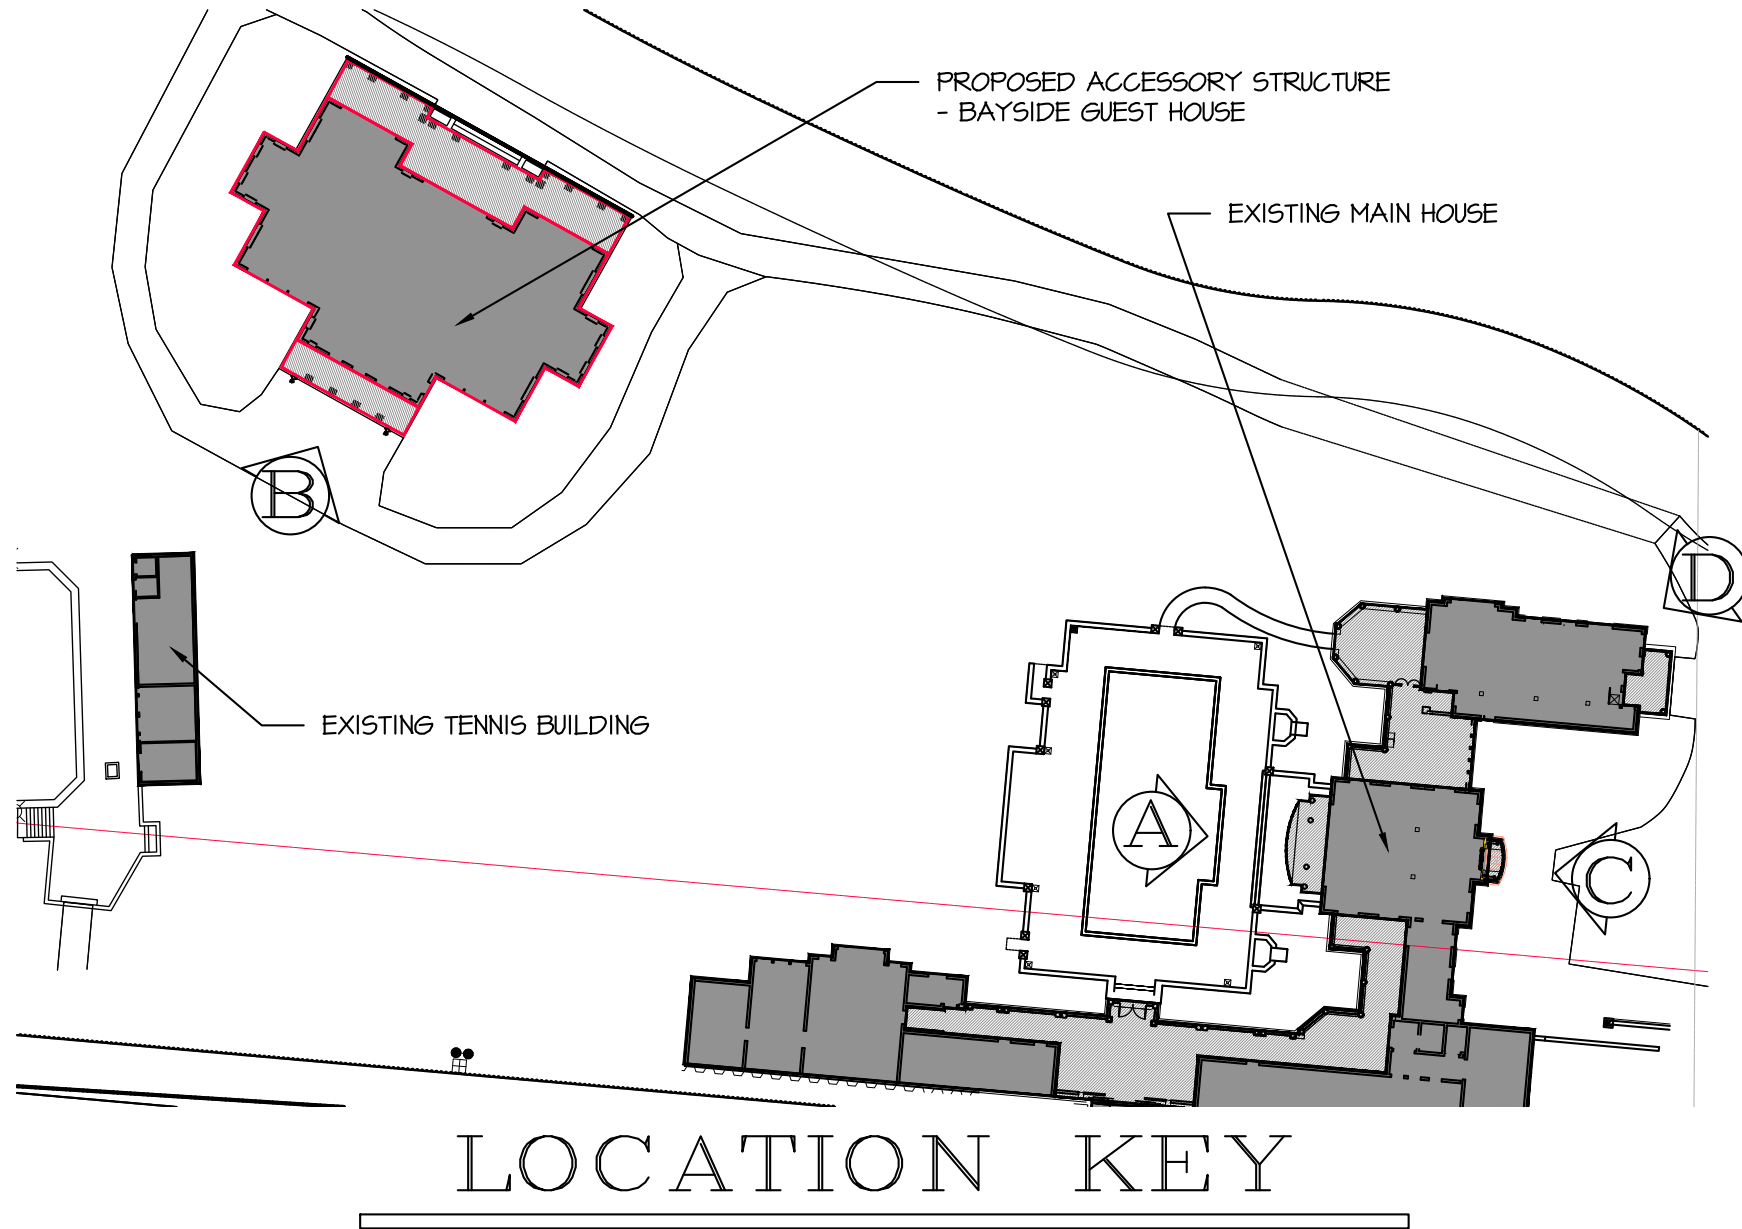 PROPOSED ACCESSORY STRUCTURE
- BAYSIDE GUEST HOUSE
EXISTING MAIN HOUSE
B
D
EXISTING TENNIS BUILDING
A
C
LOCATION KEY